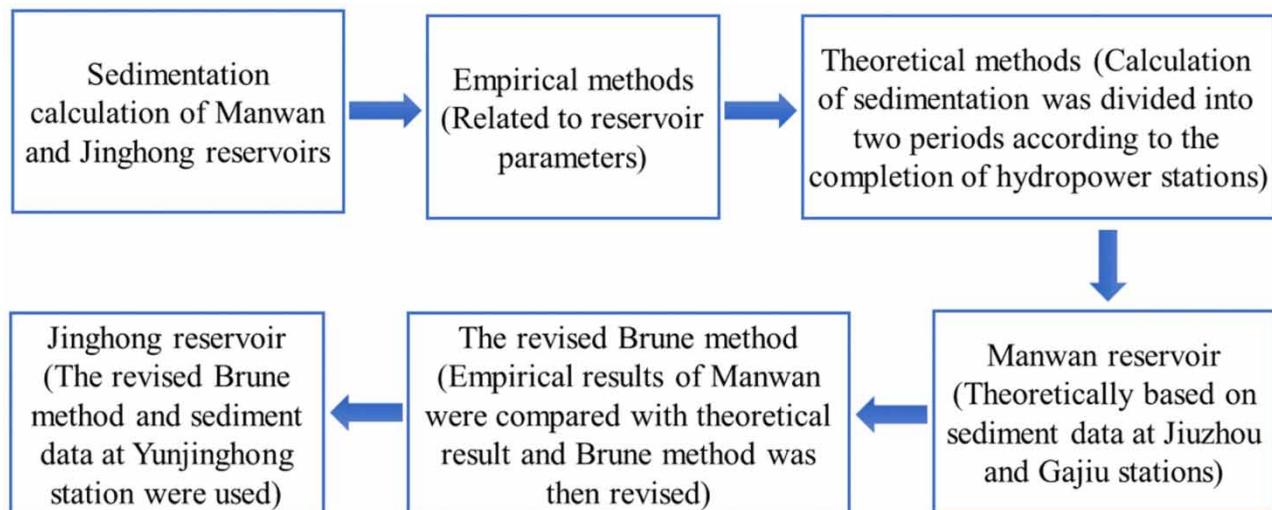 Sedimentation
calculation of Manwan
and Jinghong reservoirs
Empirical methods
(Related to reservoir
parameters)
Theoretical methods (Calculation
of sedimentation was divided into
two periods according to the
completion of hydropower stations)
Manwan reservoir
(Theoretically based on
sediment data at Jiuzhou
and Gajiu stations)
The revised Brune method
(Empirical results of Manwan
were compared with theoretical
result and Brune method was
then revised)
Jinghong reservoir
(The revised Brune
method and sediment
data at Yunjinghong
station were used)